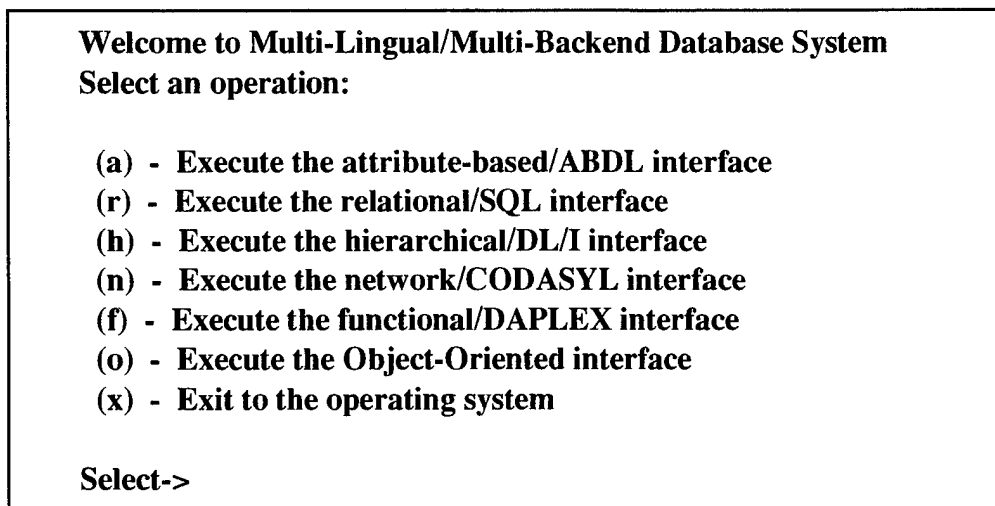 Welcome to Multi-Lingual/Multi-Backend Database System
Select an operation:
(a) - Execute the attribute-based/ABDL interface
(r) - Execute the relational/SQL interface
(h) - Execute the hierarchical/DL/I interface
(n) - Execute the network/CODASYL interface
(f) - Execute the functional/DAPLEX interface
(o) - Execute the Object-Oriented interface
(x) - Exit to the operating system
Select->